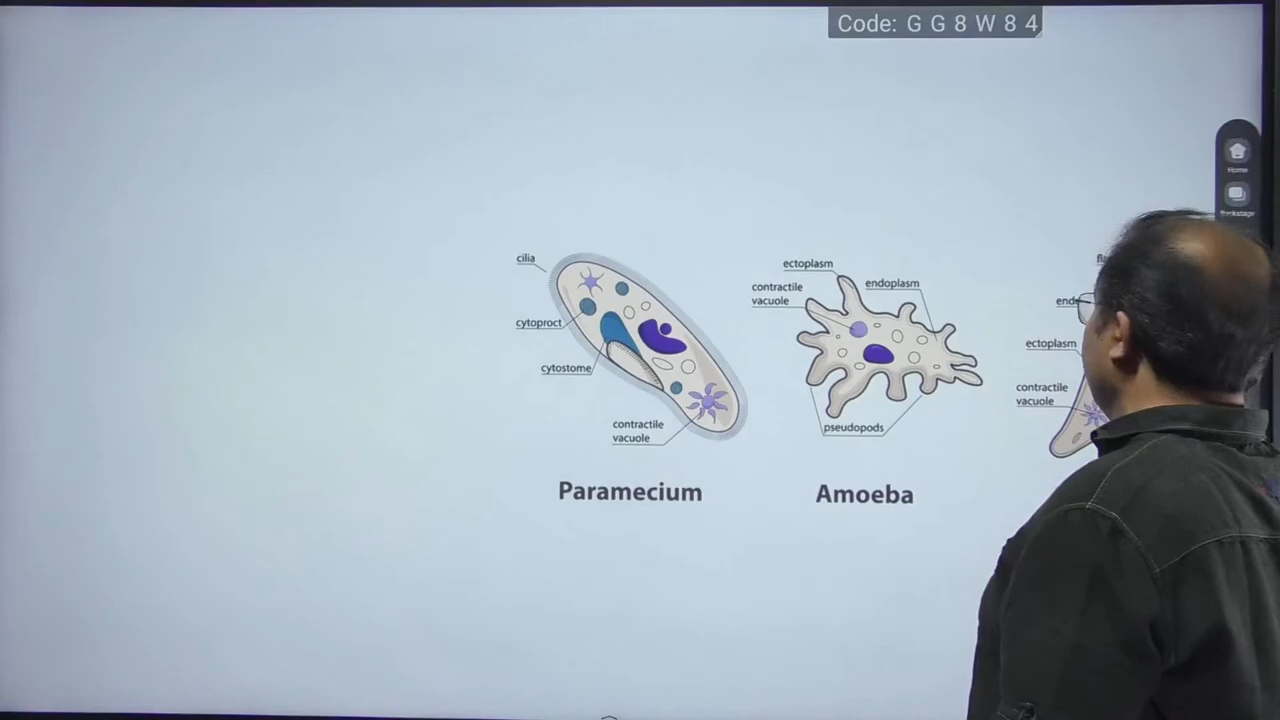 Code: G G 8 W 8 4
Home
Backstage
cilia
cytoproct
cytostome
contractile
vacuole
Paramecium
ectoplasm
contractile
vacuole
endoplasm
pseudopods
Amoeba
ectoplasm
contractile
vacuole